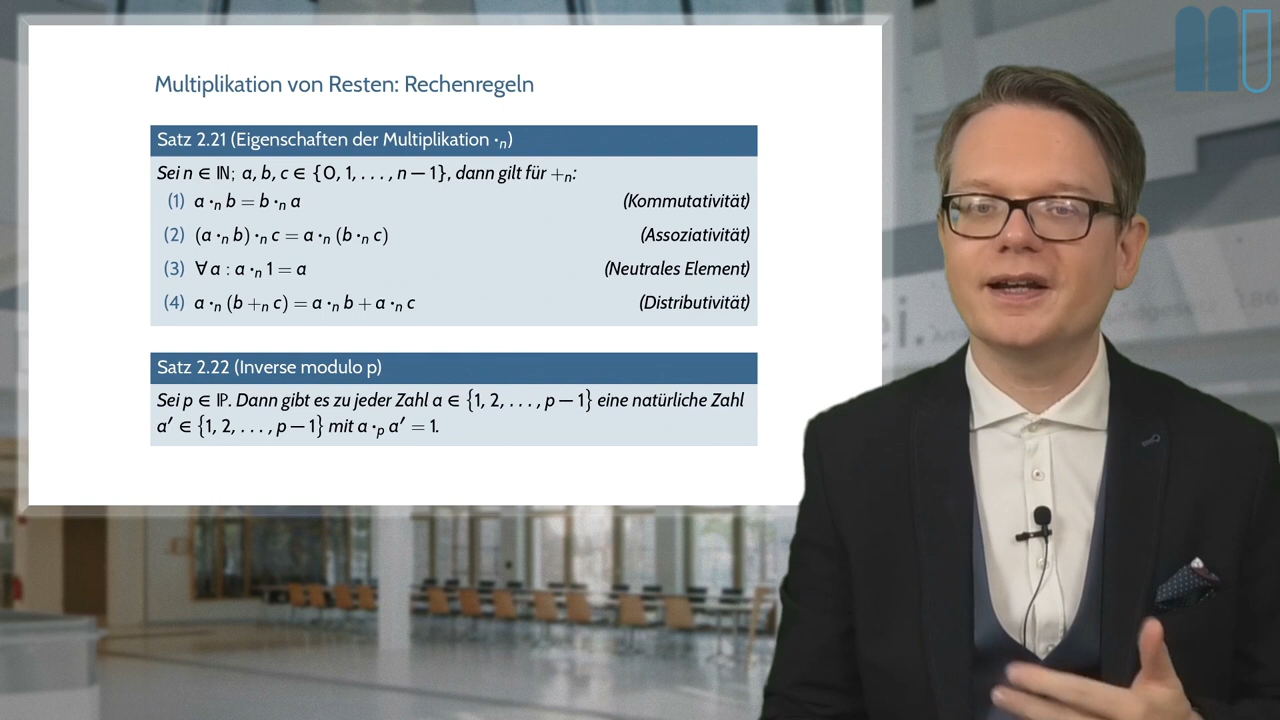 Multiplikation von Resten: Rechenregeln
Satz 2.21 (Eigenschaften der Multiplikation ·ₙ)
Sei n ∈ ℕ; a, b, c ∈ {0, 1, . . . , n − 1}, dann gilt für +ₙ:
(1) a ·ₙ b = b ·ₙ a (Kommutativität)
(2) (a ·ₙ b) ·ₙ c = a ·ₙ (b ·ₙ c) (Assoziativität)
(3) ∀ a : a ·ₙ 1 = a (Neutrales Element)
(4) a ·ₙ (b +ₙ c) = a ·ₙ b + a ·ₙ c (Distributivität)
Satz 2.22 (Inverse modulo p)
Sei p ∈ ℙ. Dann gibt es zu jeder Zahl a ∈ {1, 2, . . . , p − 1} eine natürliche Zahl
a′ ∈ {1, 2, . . . , p − 1} mit a ·ₚ a′ = 1.